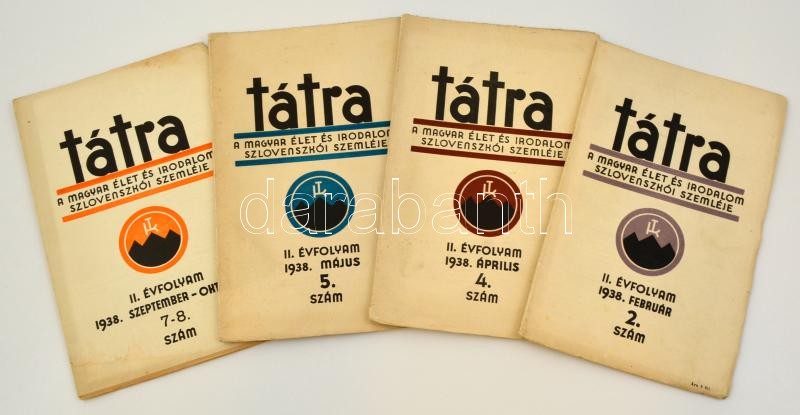 tátra
A MAGYAR ÉLET ÉS IRODALOM
SZLOVENSZKÓI SZEMLÉJE
II. ÉVFOLYAM
1938. SZEPTEMBER-OKT
7-8.
SZÁM
tátra
A MAGYAR ÉLET ÉS IRODALOM
SZLOVENSZKÓI SZEMLÉJE
II. ÉVFOLYAM
1938. MÁJUS
5.
SZÁM
tátra
A MAGYAR ÉLET ÉS IRODALOM
SZLOVENSZKÓI SZEMLÉJE
II. ÉVFOLYAM
1938. ÁPRILIS
4.
SZÁM
tátra
A MAGYAR ÉLET ÉS IRODALOM
SZLOVENSZKÓI SZEMLÉJE
II. ÉVFOLYAM
1938. FEBRUÁR
2.
SZÁM
darabanth.com